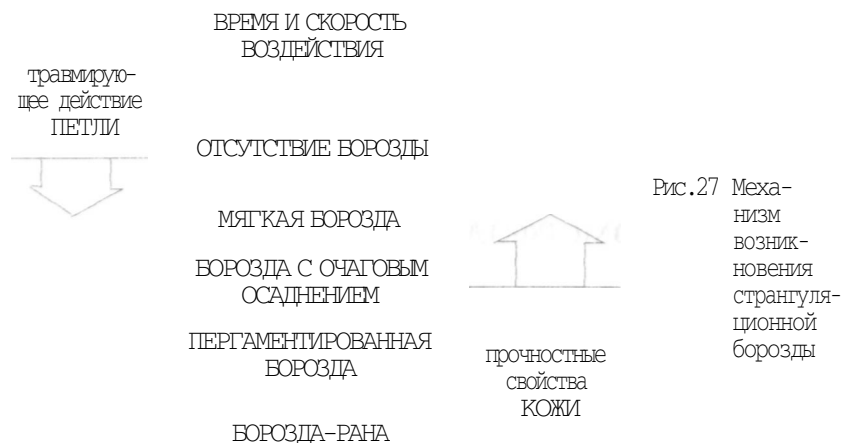 ВРЕМЯ И СКОРОСТЬ
ВОЗДЕЙСТВИЯ
травмирую-
щее действие
ПЕТЛИ
ОТСУТСТВИЕ БОРОЗДЫ
МЯГКАЯ БОРОЗДА
БОРОЗДА С ОЧАГОВЫМ
ОСАДНЕНИЕМ
ПЕРГАМЕНТИРОВАННАЯ
БОРОЗДА
БОРОЗДА-РАНА
прочностные
свойства
КОЖИ
Рис.27 Меха-
низм
возник-
новения
странгуля-
ционной
борозды